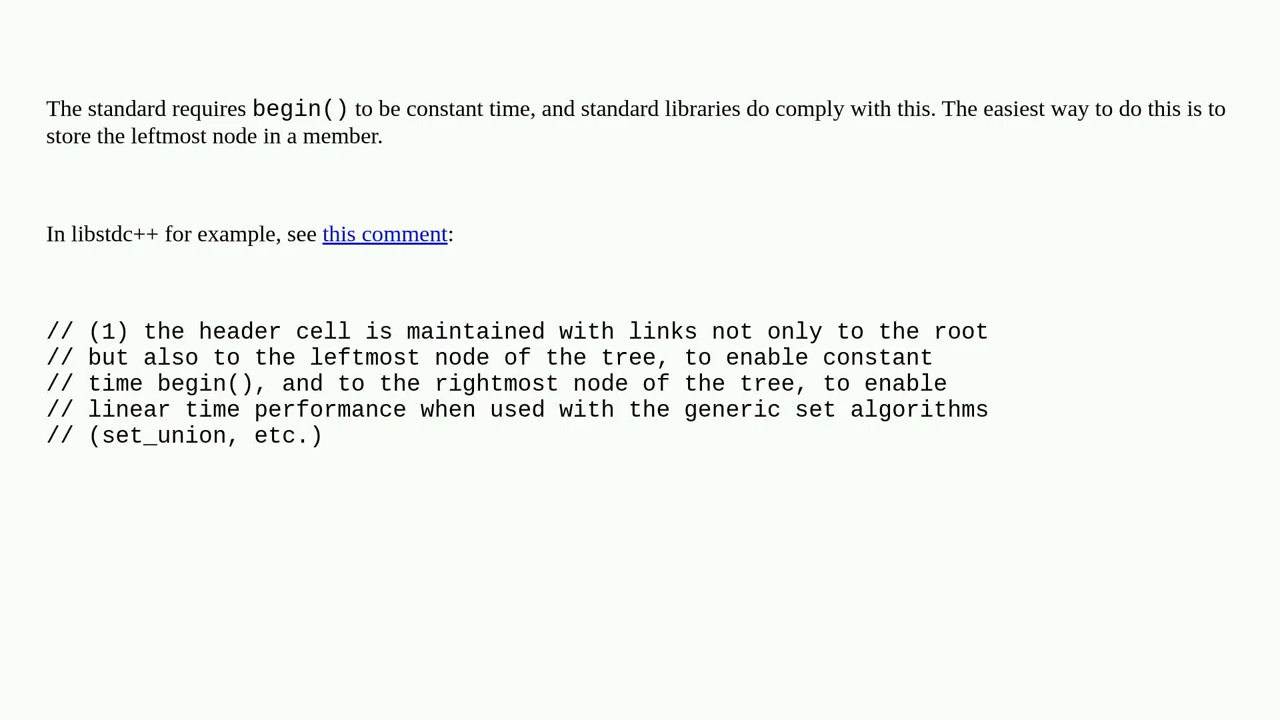 The standard requires begin() to be constant time, and standard libraries do comply with this. The easiest way to do this is to
store the leftmost node in a member.
In libstdc++ for example, see this comment:
// (1) the header cell is maintained with links not only to the root
// but also to the leftmost node of the tree, to enable constant
// time begin(), and to the rightmost node of the tree, to enable
// linear time performance when used with the generic set algorithms
// (set_union, etc.)